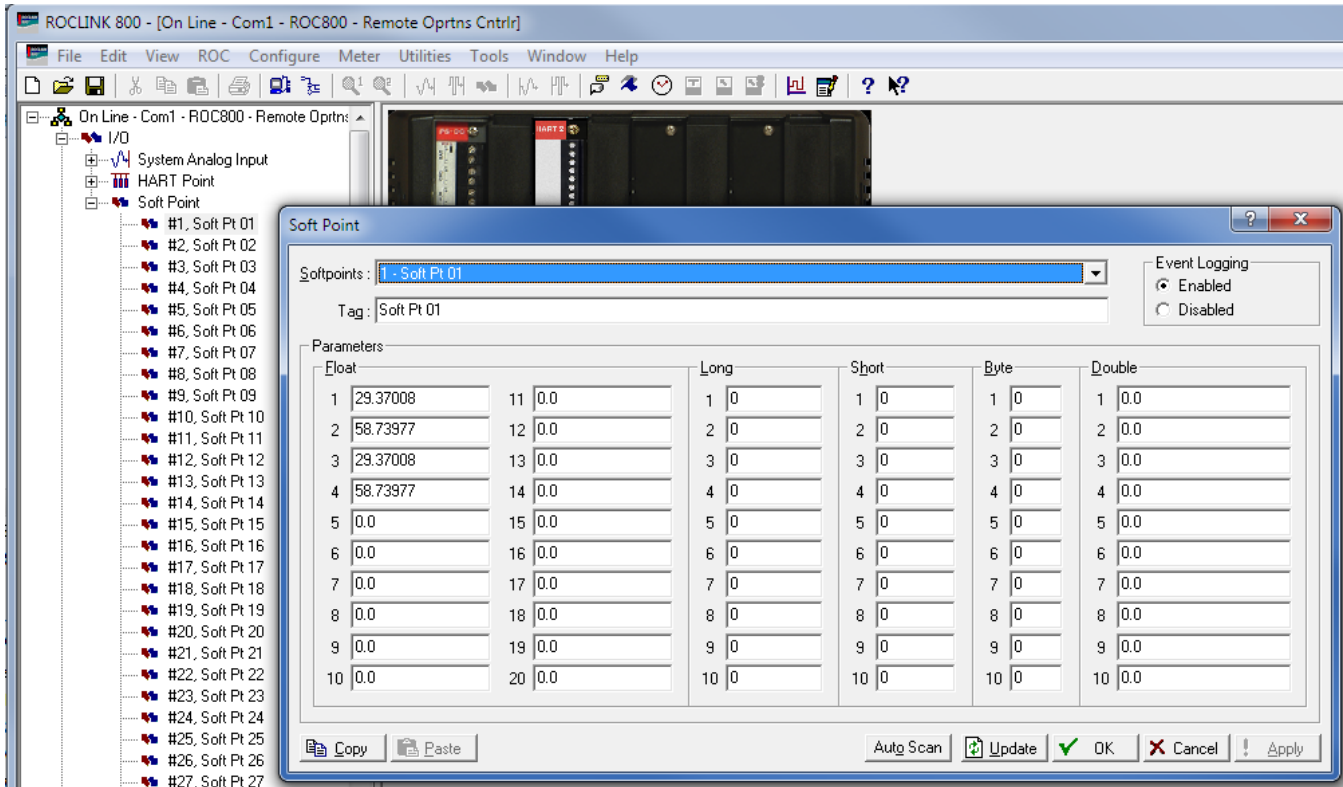 ROCLINK 800 - [On Line - Com1 - ROC800 - Remote Oprtns Cntrlr]
File Edit View ROC Configure Meter Utilities Tools Window Help
On Line - Com1 - ROC800 - Remote Oprtns
I/O
System Analog Input
HART Point
Soft Point
#1, Soft Pt 01
#2, Soft Pt 02
#3, Soft Pt 03
#4, Soft Pt 04
#5, Soft Pt 05
#6, Soft Pt 06
#7, Soft Pt 07
#8, Soft Pt 08
#9, Soft Pt 09
#10, Soft Pt 10
#11, Soft Pt 11
#12, Soft Pt 12
#13, Soft Pt 13
#14, Soft Pt 14
#15, Soft Pt 15
#16, Soft Pt 16
#17, Soft Pt 17
#18, Soft Pt 18
#19, Soft Pt 19
#20, Soft Pt 20
#21, Soft Pt 21
#22, Soft Pt 22
#23, Soft Pt 23
#24, Soft Pt 24
#25, Soft Pt 25
#26, Soft Pt 26
#27, Soft Pt 27
PS-DC
HART 2
Soft Point
Softpoints : 1 - Soft Pt 01
Tag : Soft Pt 01
Event Logging
Enabled
Disabled
Parameters
Float Long Short Byte Double
1 29.37008 11 0.0 1 0 1 0 1 0 1 0.0
2 58.73977 12 0.0 2 0 2 0 2 0 2 0.0
3 29.37008 13 0.0 3 0 3 0 3 0 3 0.0
4 58.73977 14 0.0 4 0 4 0 4 0 4 0.0
5 0.0 15 0.0 5 0 5 0 5 0 5 0.0
6 0.0 16 0.0 6 0 6 0 6 0 6 0.0
7 0.0 17 0.0 7 0 7 0 7 0 7 0.0
8 0.0 18 0.0 8 0 8 0 8 0 8 0.0
9 0.0 19 0.0 9 0 9 0 9 0 9 0.0
10 0.0 20 0.0 10 0 10 0 10 0 10 0.0
Copy Paste Auto Scan Update OK Cancel Apply